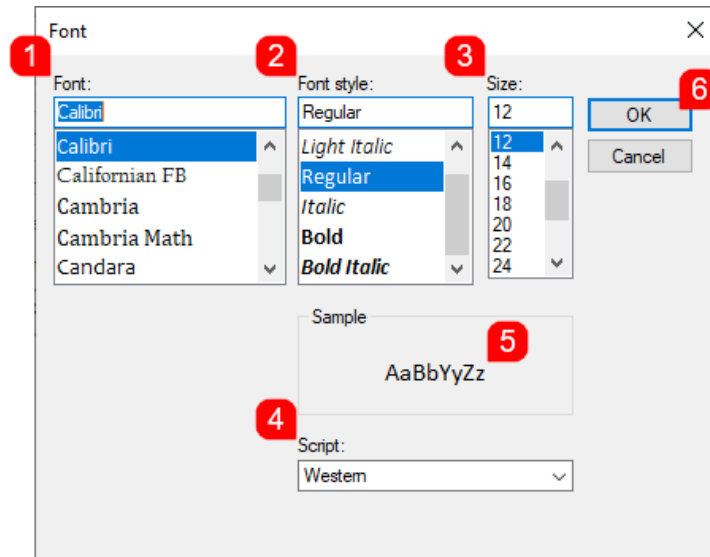 Font
1
2
3
Font:
Font style:
Size:
6
Calibri
Regular
12
OK
Calibri
Light Italic
12
Cancel
Californian FB
Regular
14
16
Cambria
Italic
18
Cambria Math
Bold
20
22
Candara
Bold Italic
24
Sample
5
AaBbYyZz
4
Script:
Western